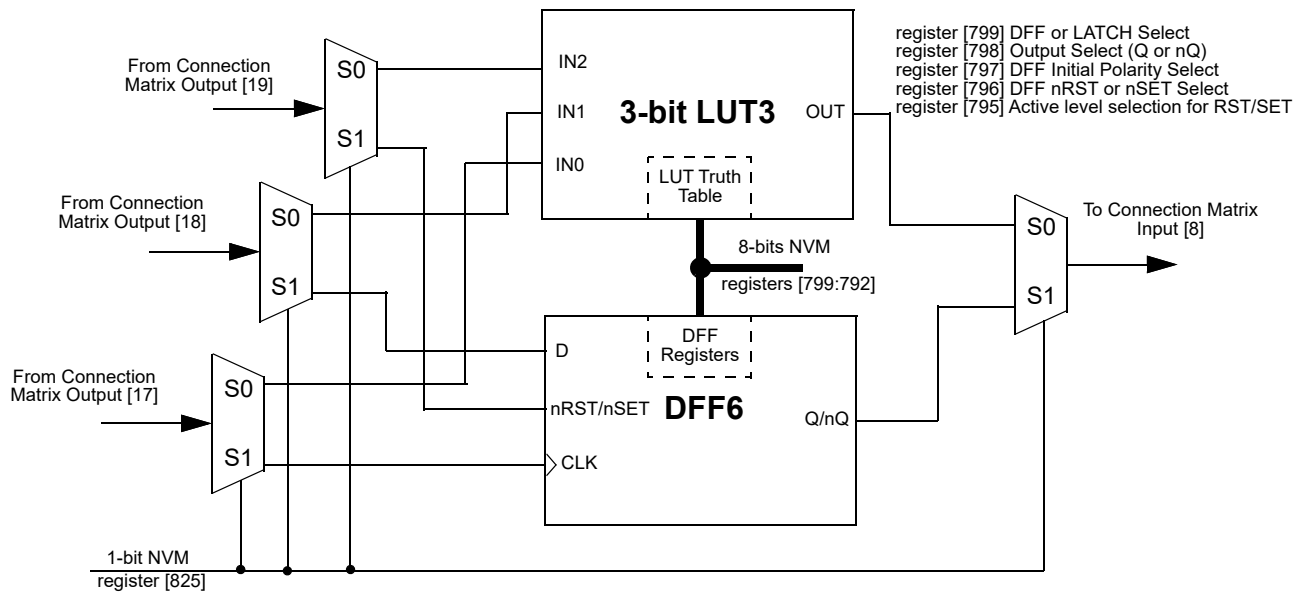 register [799] DFF or LATCH Select
register [798] Output Select (Q or nQ)
register [797] DFF Initial Polarity Select
register [796] DFF nRST or nSET Select
register [795] Active level selection for RST/SET
From Connection
Matrix Output [19]
S0
S1
IN2
IN1
IN0
3-bit LUT3
OUT
LUT Truth
Table
From Connection
Matrix Output [18]
S0
S1
8-bits NVM
registers [799:792]
S0
S1
To Connection Matrix
Input [8]
From Connection
Matrix Output [17]
S0
S1
DFF
Registers
D
nRST/nSET
CLK
DFF6
Q/nQ
1-bit NVM
register [825]